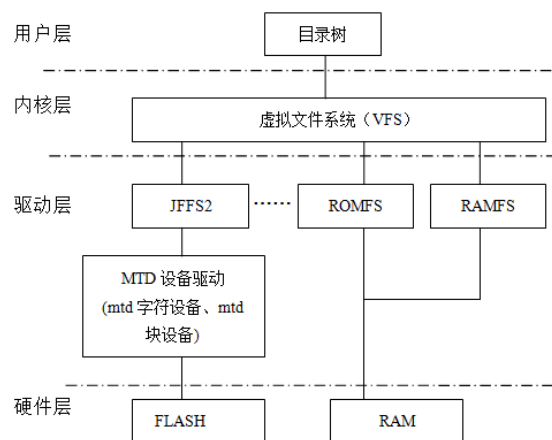 用户层
目录树
内核层
虚拟文件系统（VFS）
驱动层
JFFS2
……
ROMFS
RAMFS
MTD 设备驱动
(mtd 字符设备、mtd
块设备)
硬件层
FLASH
RAM